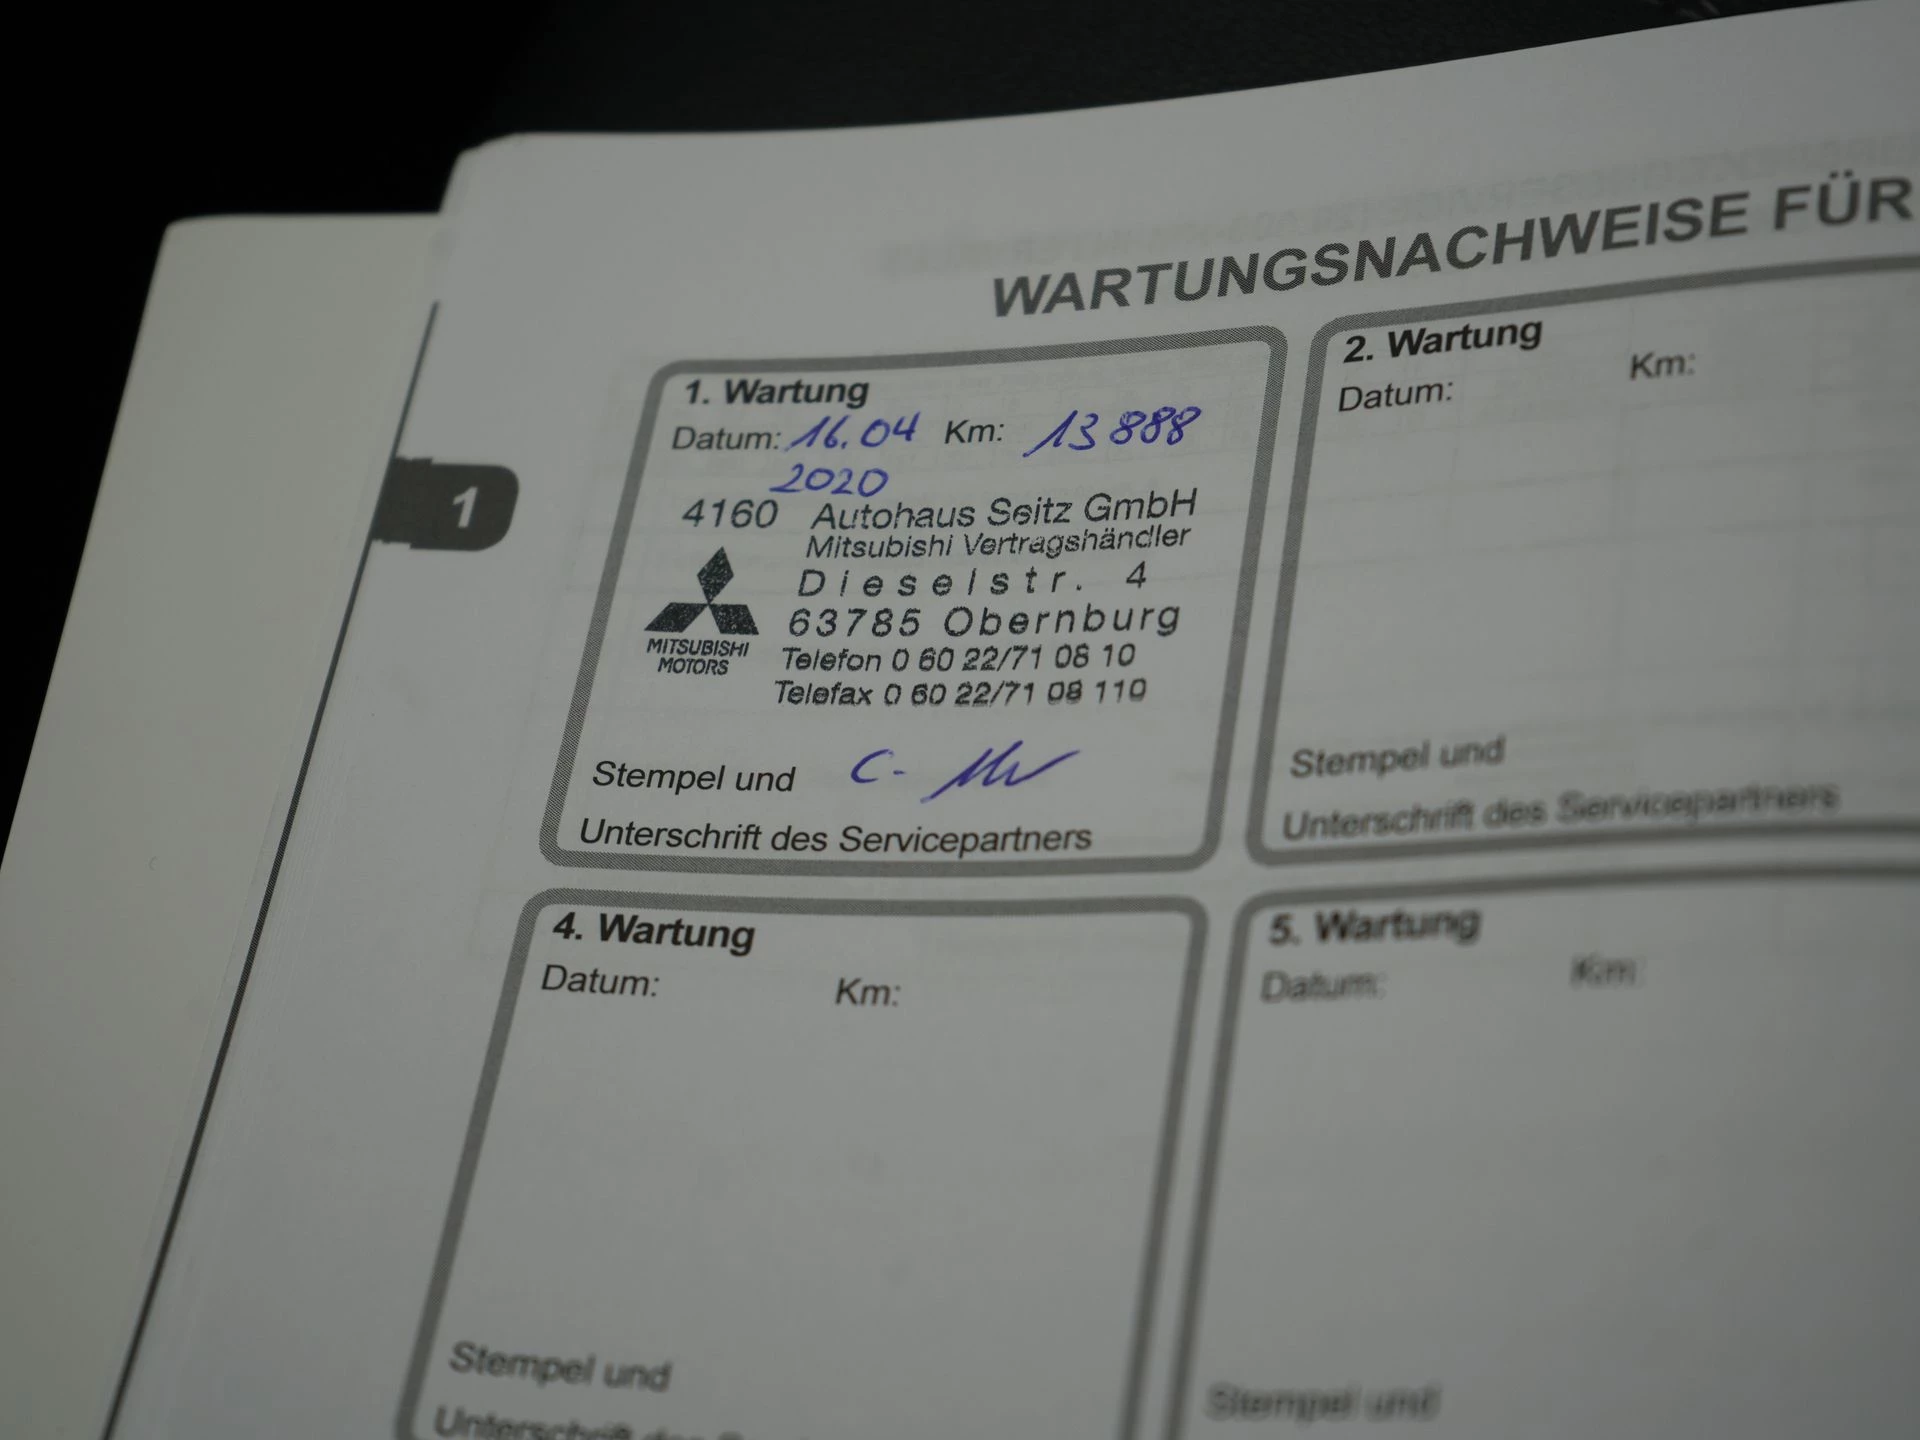 WARTUNGSNACHWEISE FÜR
1
1. Wartung
Datum: 16.04 Km: 13 888
2020
4160 Autohaus Seitz GmbH
Mitsubishi Vertragshändler
Dieselstr. 4
63785 Obernburg
Telefon 0 60 22/71 08 10
Telefax 0 60 22/71 08 110
MITSUBISHI
MOTORS
Stempel und
Unterschrift des Servicepartners
2. Wartung
Datum: Km:
Stempel und
Unterschrift des Servicepartners
4. Wartung
Datum: Km:
Stempel und
Unterschrift des
5. Wartung
Datum: Km:
Stempel und